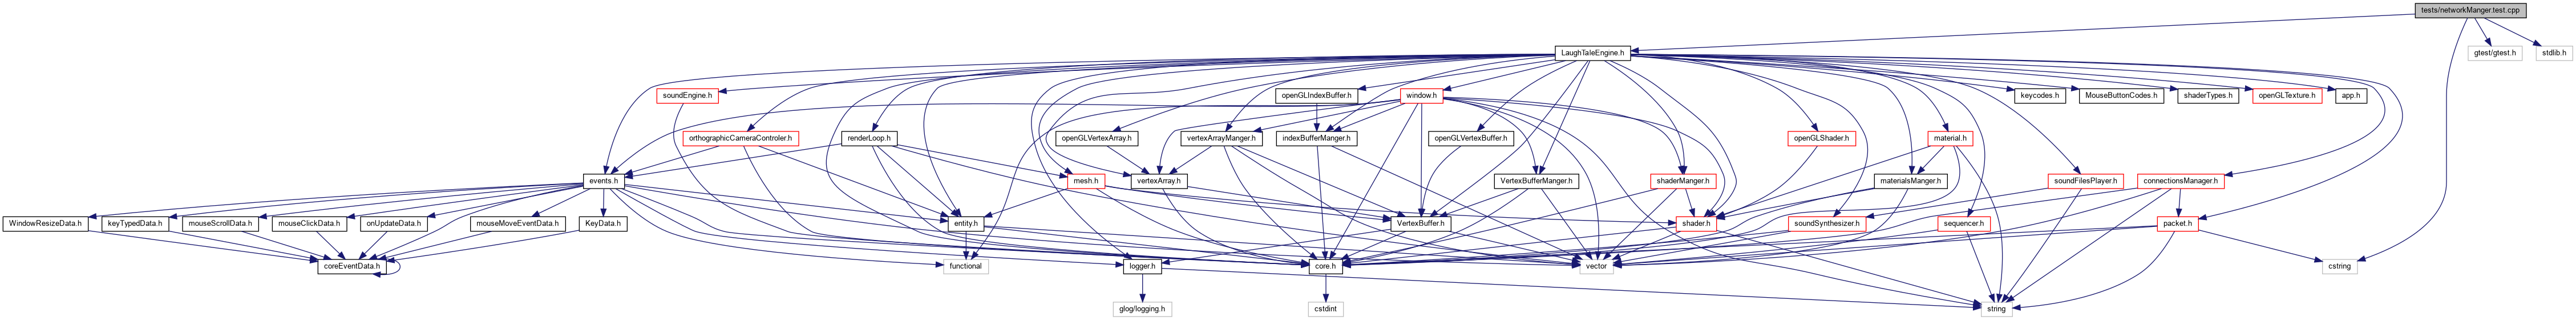 tests/networkManger.test.cpp
LaughTaleEngine.h
gtest/gtest.h
stdlib.h
soundEngine.h
openGLIndexBuffer.h
window.h
keycodes.h
MouseButtonCodes.h
shaderTypes.h
openGLTexture.h
app.h
orthographicCameraControler.h
renderLoop.h
openGLVertexArray.h
vertexArrayManger.h
indexBufferManger.h
openGLVertexBuffer.h
openGLShader.h
material.h
events.h
mesh.h
vertexArray.h
VertexBufferManger.h
shaderManger.h
materialsManger.h
soundFilesPlayer.h
connectionsManager.h
WindowResizeData.h
keyTypedData.h
mouseScrollData.h
mouseClickData.h
onUpdateData.h
mouseMoveEventData.h
KeyData.h
entity.h
VertexBuffer.h
shader.h
soundSynthesizer.h
sequencer.h
packet.h
coreEventData.h
functional
logger.h
core.h
vector
cstring
glog/logging.h
cstdint
string